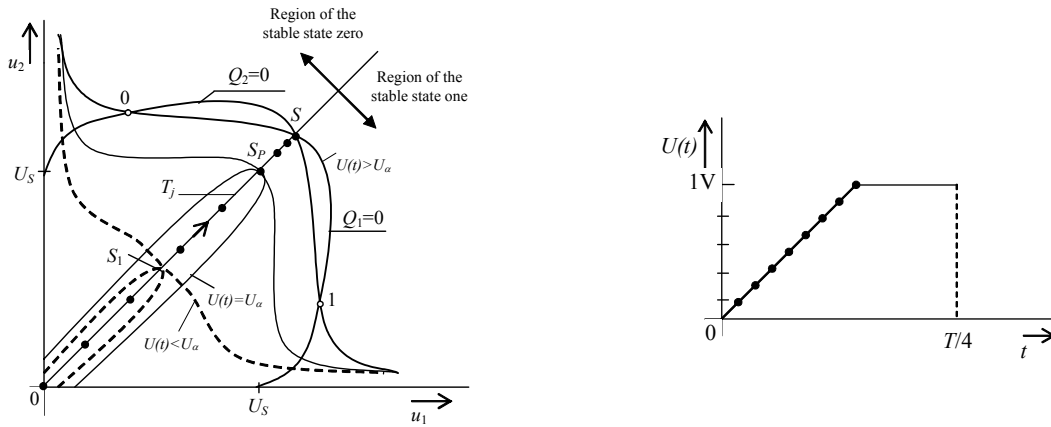 Region of the
stable state zero
u2
Q2=0
Region of the
stable state one
0
S
SP
U(t)>Uα
US
Tj
Q1=0
S1
U(t)=Uα
1
U(t)<Uα
0
US
u1
U(t)
1V
0
T/4
t